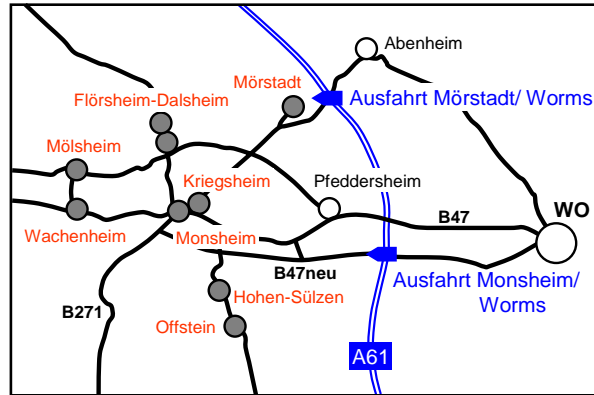 Abenheim
Mörstadt
Flörsheim-Dalsheim
Ausfahrt Mörstadt/ Worms
Mölsheim
Kriegsheim
Pfeddersheim
WO
B47
Wachenheim
Monsheim
B47neu
Ausfahrt Monsheim/
Worms
Hohen-Sülzen
B271
Offstein
A61